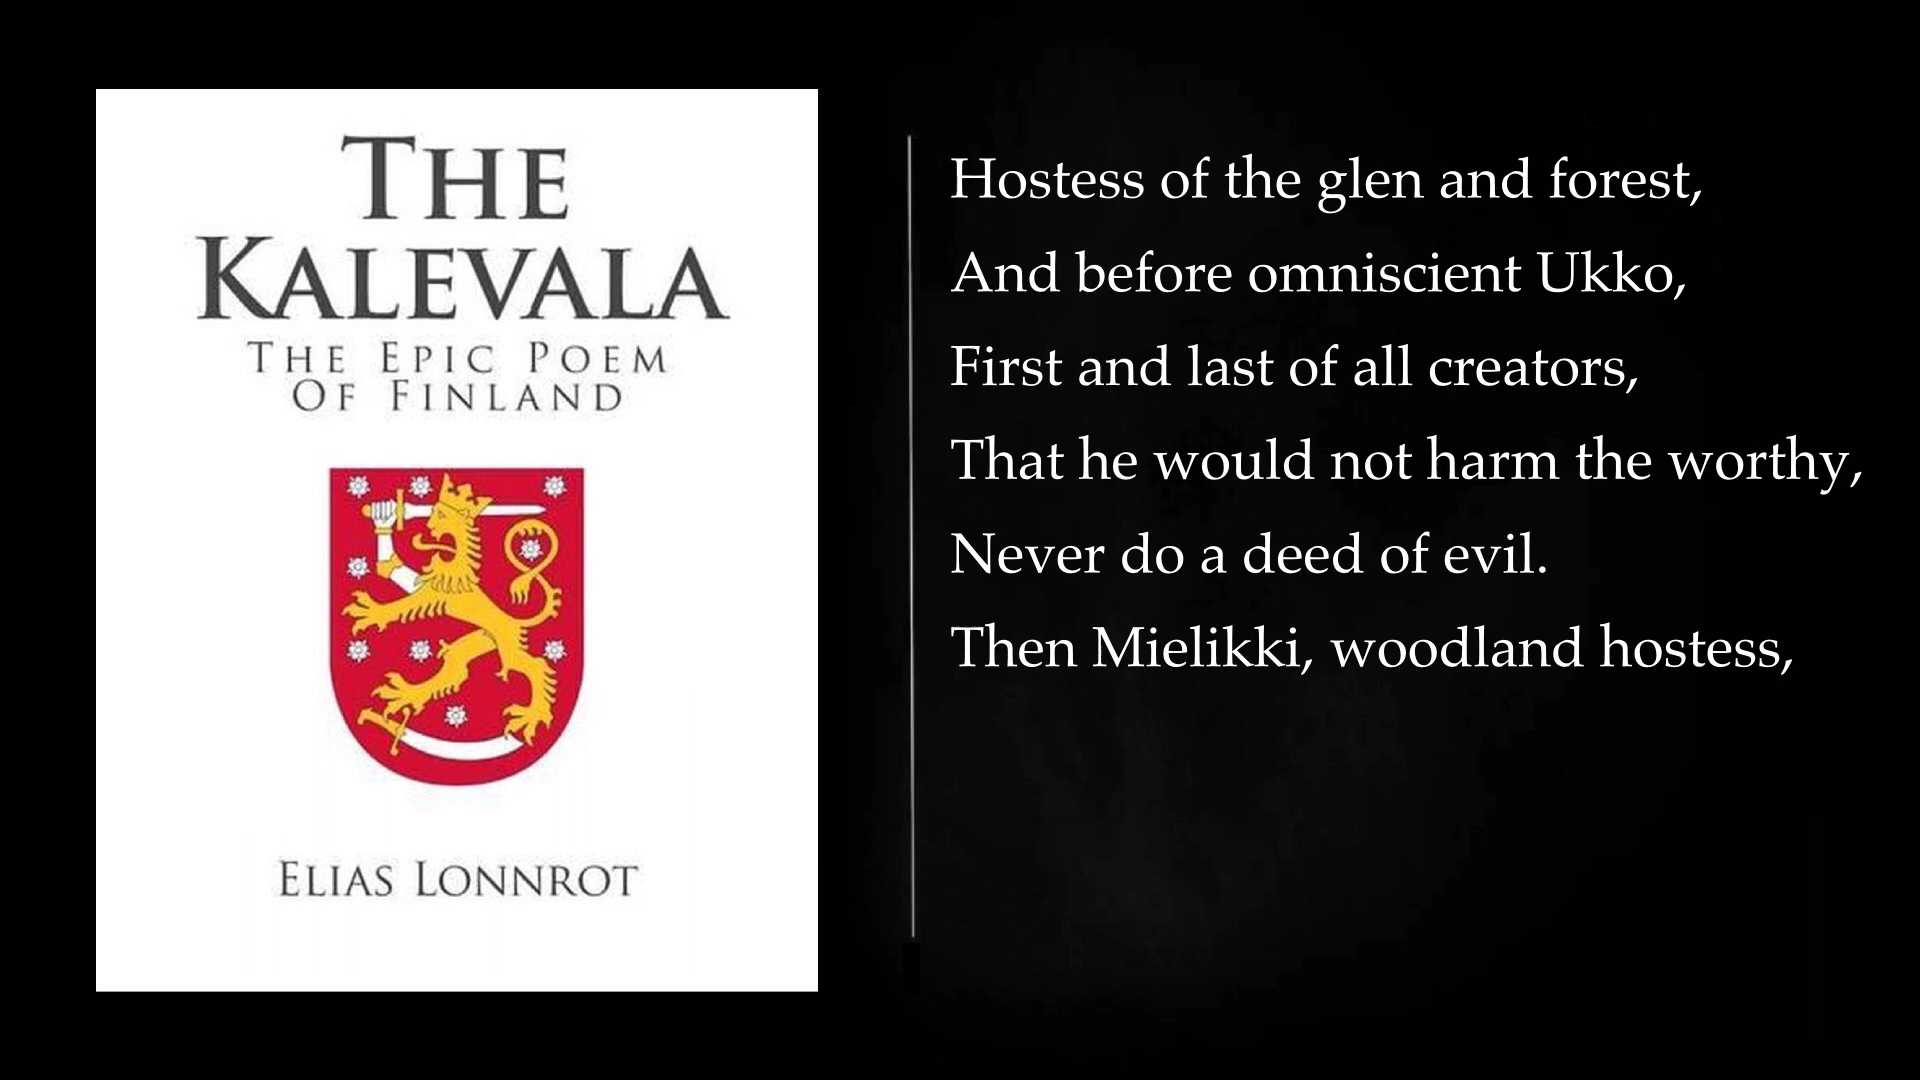 THE
KALEVALA
THE EPIC POEM
OF FINLAND
ELIAS LONNROT
Hostess of the glen and forest,
And before omniscient Ukko,
First and last of all creators,
That he would not harm the worthy,
Never do a deed of evil.
Then Mielikki, woodland hostess,